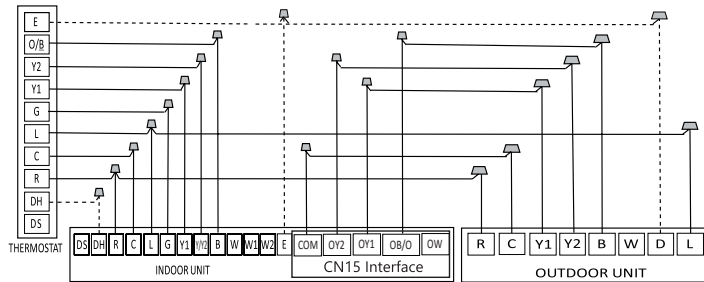 E
O/B
Y2
Y1
G
L
C
R
DH
DS
THERMOSTAT
DS DH R C L G Y1 Y/Y2 B W W1 W2 E COM OY2 OY1 OB/O OW
INDOOR UNIT
CN15 Interface
R C Y1 Y2 B W D L
OUTDOOR UNIT